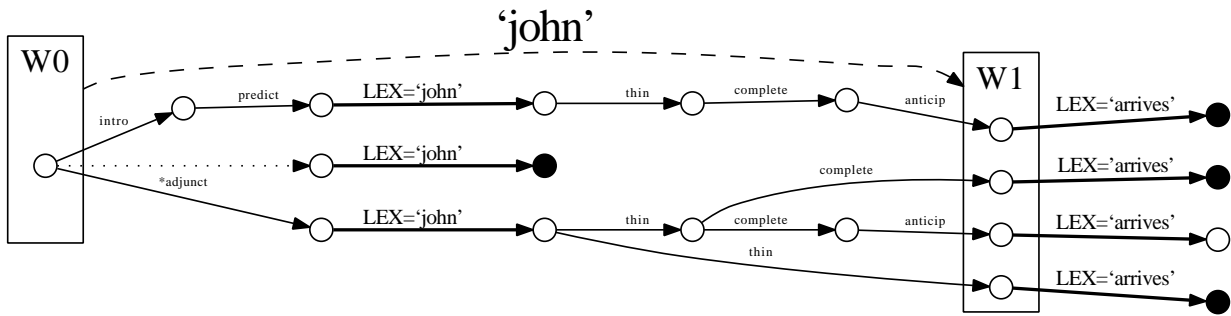 ‘john’
W0
W1
predict
LEX=‘john’
thin
complete
anticip
LEX=‘arrives’
intro
LEX=‘john’
complete
LEX=’arrives’
*adjunct
LEX=‘john’
thin
complete
anticip
LEX=‘arrives’
thin
LEX=‘arrives’